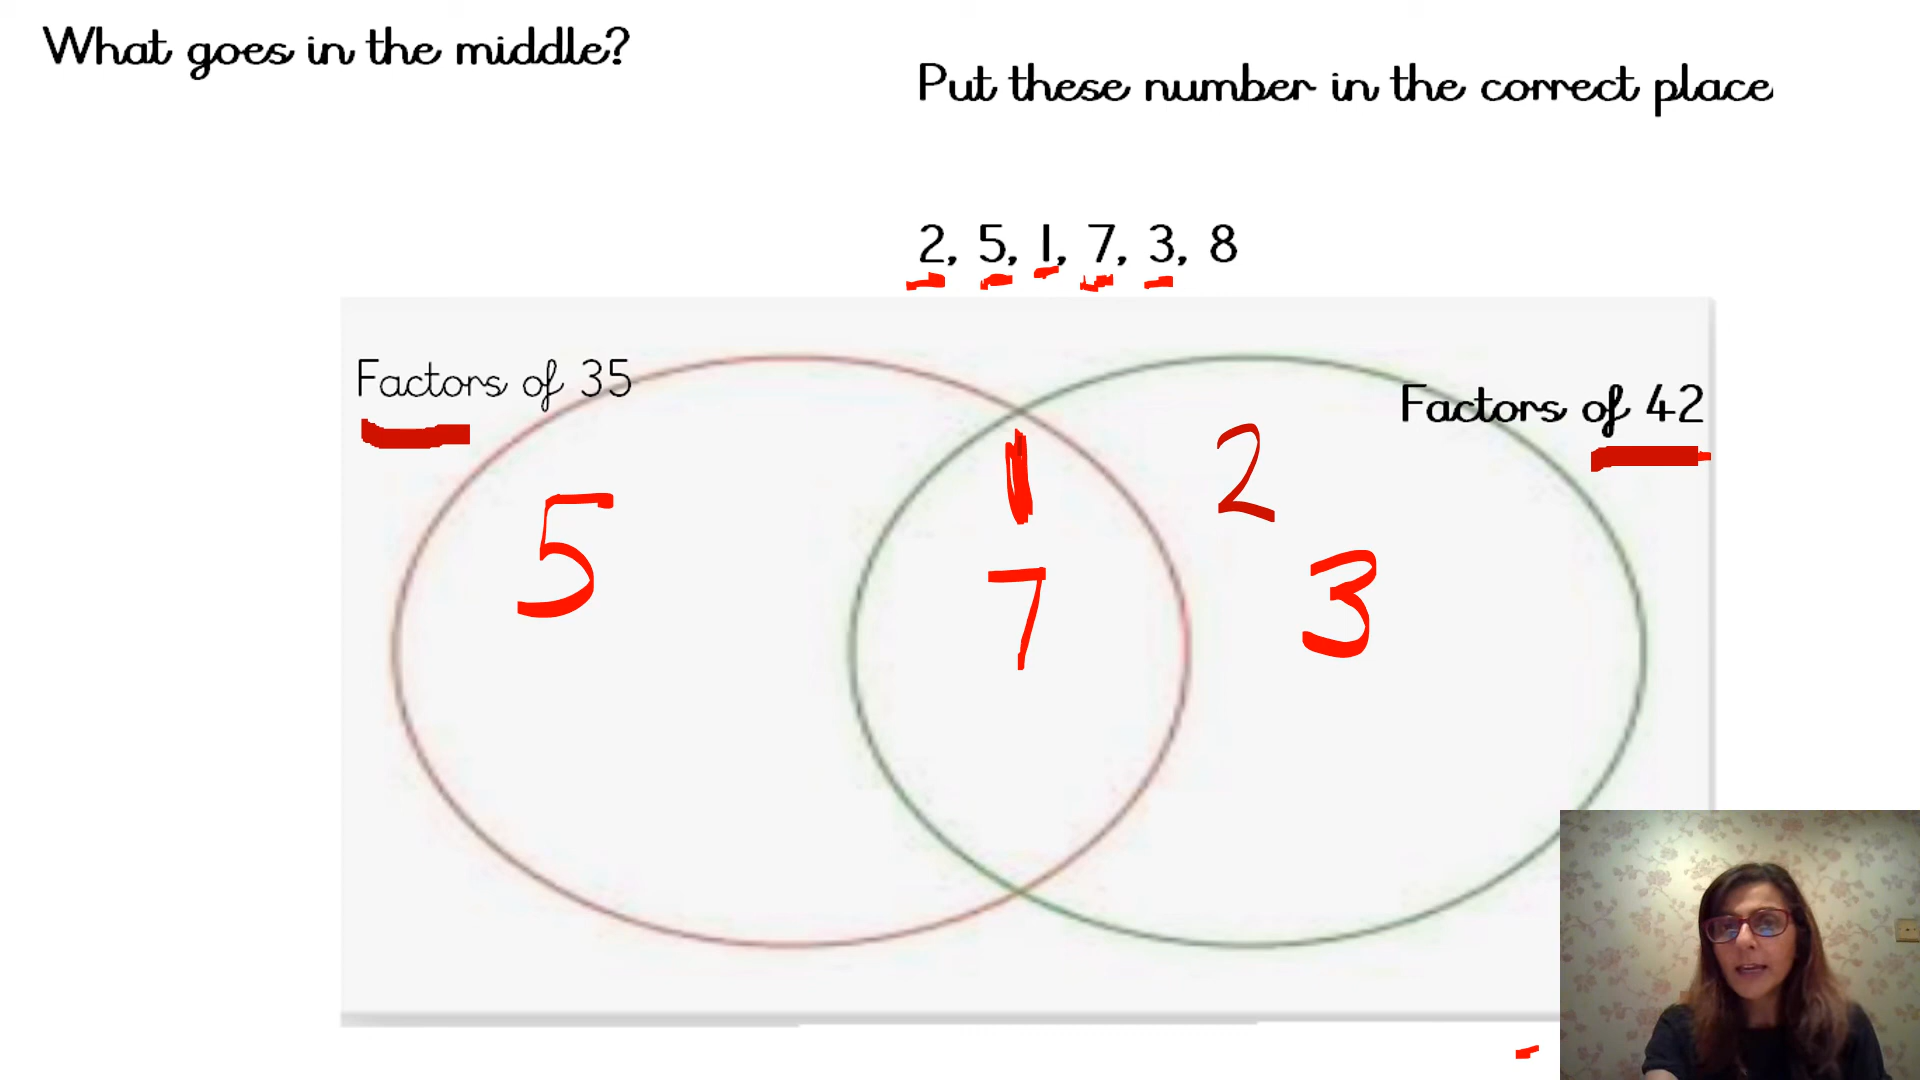 What goes in the middle?
Put these number in the correct place
2, 5, 1, 7, 3, 8
Factors of 35
Factors of 42
5
1
2
7
3